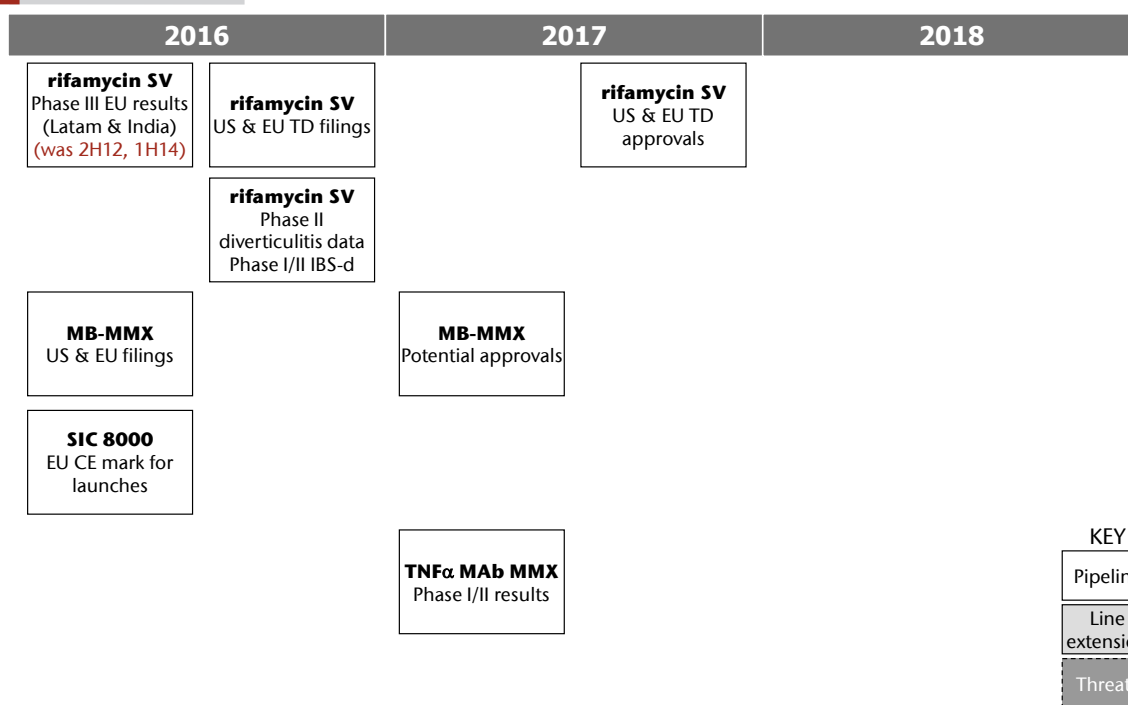 2016
2017
2018
rifamycin SV
Phase III EU results
(Latam & India)
(was 2H12, 1H14)
rifamycin SV
US & EU TD filings
rifamycin SV
US & EU TD
approvals
rifamycin SV
Phase II
diverticulitis data
Phase I/II IBS-d
MB-MMX
US & EU filings
MB-MMX
Potential approvals
SIC 8000
EU CE mark for
launches
TNFα MAb MMX
Phase I/II results
KEY
Line